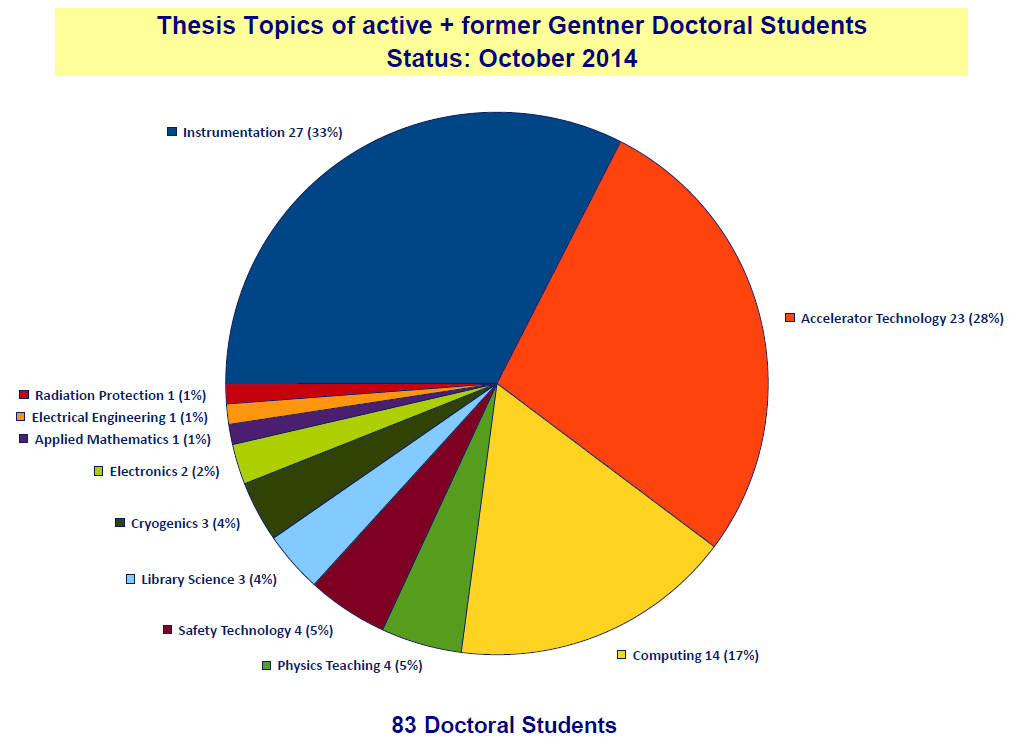 Thesis Topics of active + former Gentner Doctoral Students
Status: October 2014
Instrumentation 27 (33%)
Accelerator Technology 23 (28%)
Radiation Protection 1 (1%)
Electrical Engineering 1 (1%)
Applied Mathematics 1 (1%)
Electronics 2 (2%)
Cryogenics 3 (4%)
Library Science 3 (4%)
Safety Technology 4 (5%)
Computing 14 (17%)
Physics Teaching 4 (5%)
83 Doctoral Students